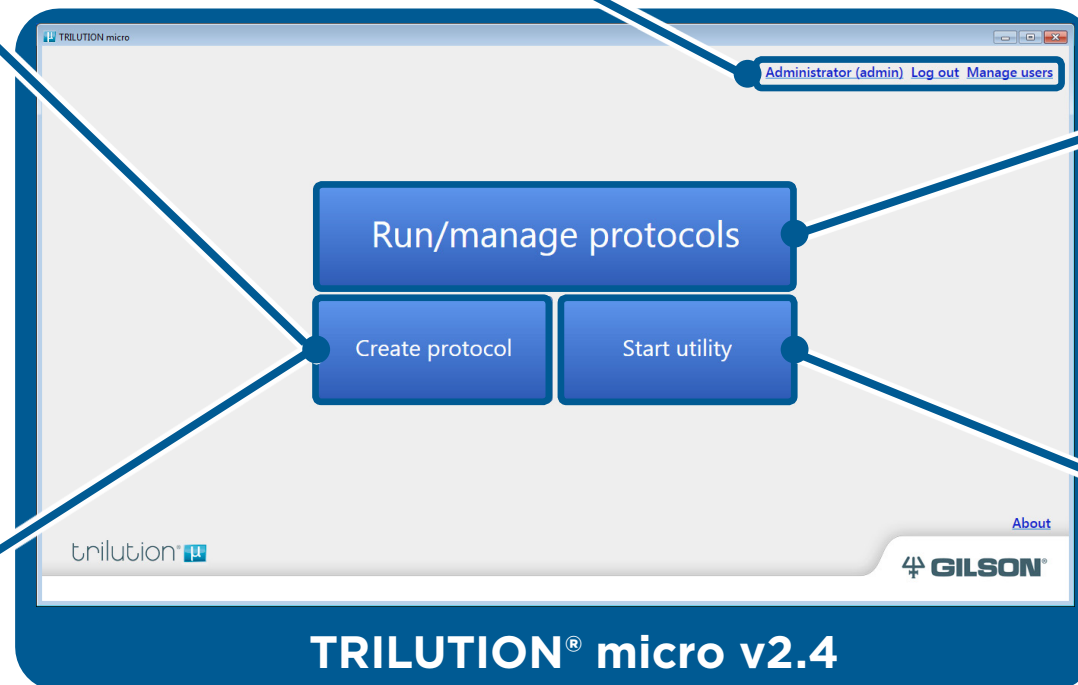 TRILUTION micro
Administrator (admin) Log out Manage users
Run/manage protocols
Create protocol Start utility
About
trilution® µ
GILSON®
TRILUTION® micro v2.4